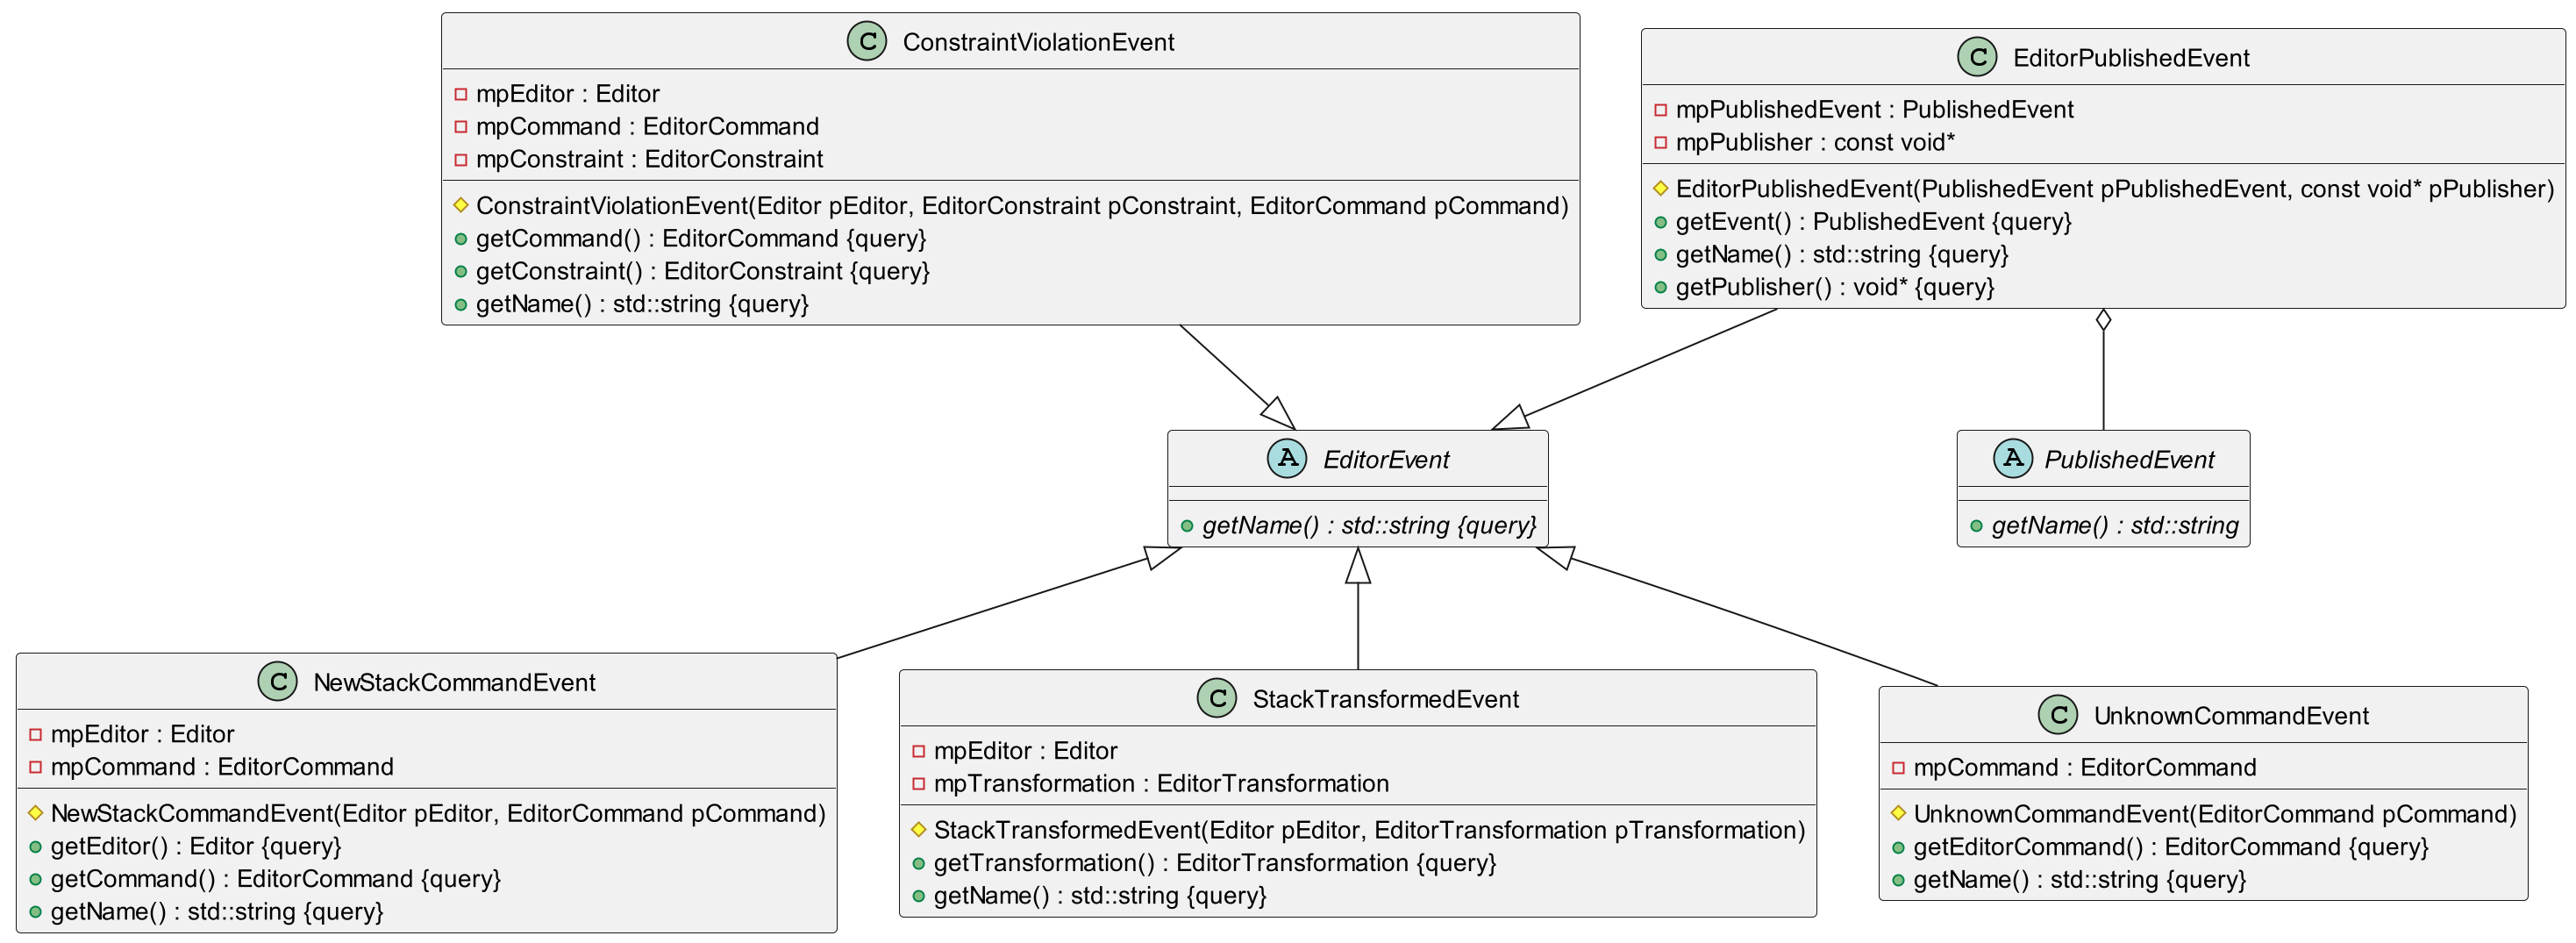 C ConstraintViolationEvent
mpEditor : Editor
mpCommand : EditorCommand
mpConstraint : EditorConstraint
ConstraintViolationEvent(Editor pEditor, EditorConstraint pConstraint, EditorCommand pCommand)
getCommand() : EditorCommand {query}
getConstraint() : EditorConstraint {query}
getName() : std::string {query}
C EditorPublishedEvent
mpPublishedEvent : PublishedEvent
mpPublisher : const void*
EditorPublishedEvent(PublishedEvent pPublishedEvent, const void* pPublisher)
getEvent() : PublishedEvent {query}
getName() : std::string {query}
getPublisher() : void* {query}
A EditorEvent
getName() : std::string {query}
A PublishedEvent
getName() : std::string
C NewStackCommandEvent
mpEditor : Editor
mpCommand : EditorCommand
NewStackCommandEvent(Editor pEditor, EditorCommand pCommand)
getEditor() : Editor {query}
getCommand() : EditorCommand {query}
getName() : std::string {query}
C StackTransformedEvent
mpEditor : Editor
mpTransformation : EditorTransformation
StackTransformedEvent(Editor pEditor, EditorTransformation pTransformation)
getTransformation() : EditorTransformation {query}
getName() : std::string {query}
C UnknownCommandEvent
mpCommand : EditorCommand
UnknownCommandEvent(EditorCommand pCommand)
getEditorCommand() : EditorCommand {query}
getName() : std::string {query}